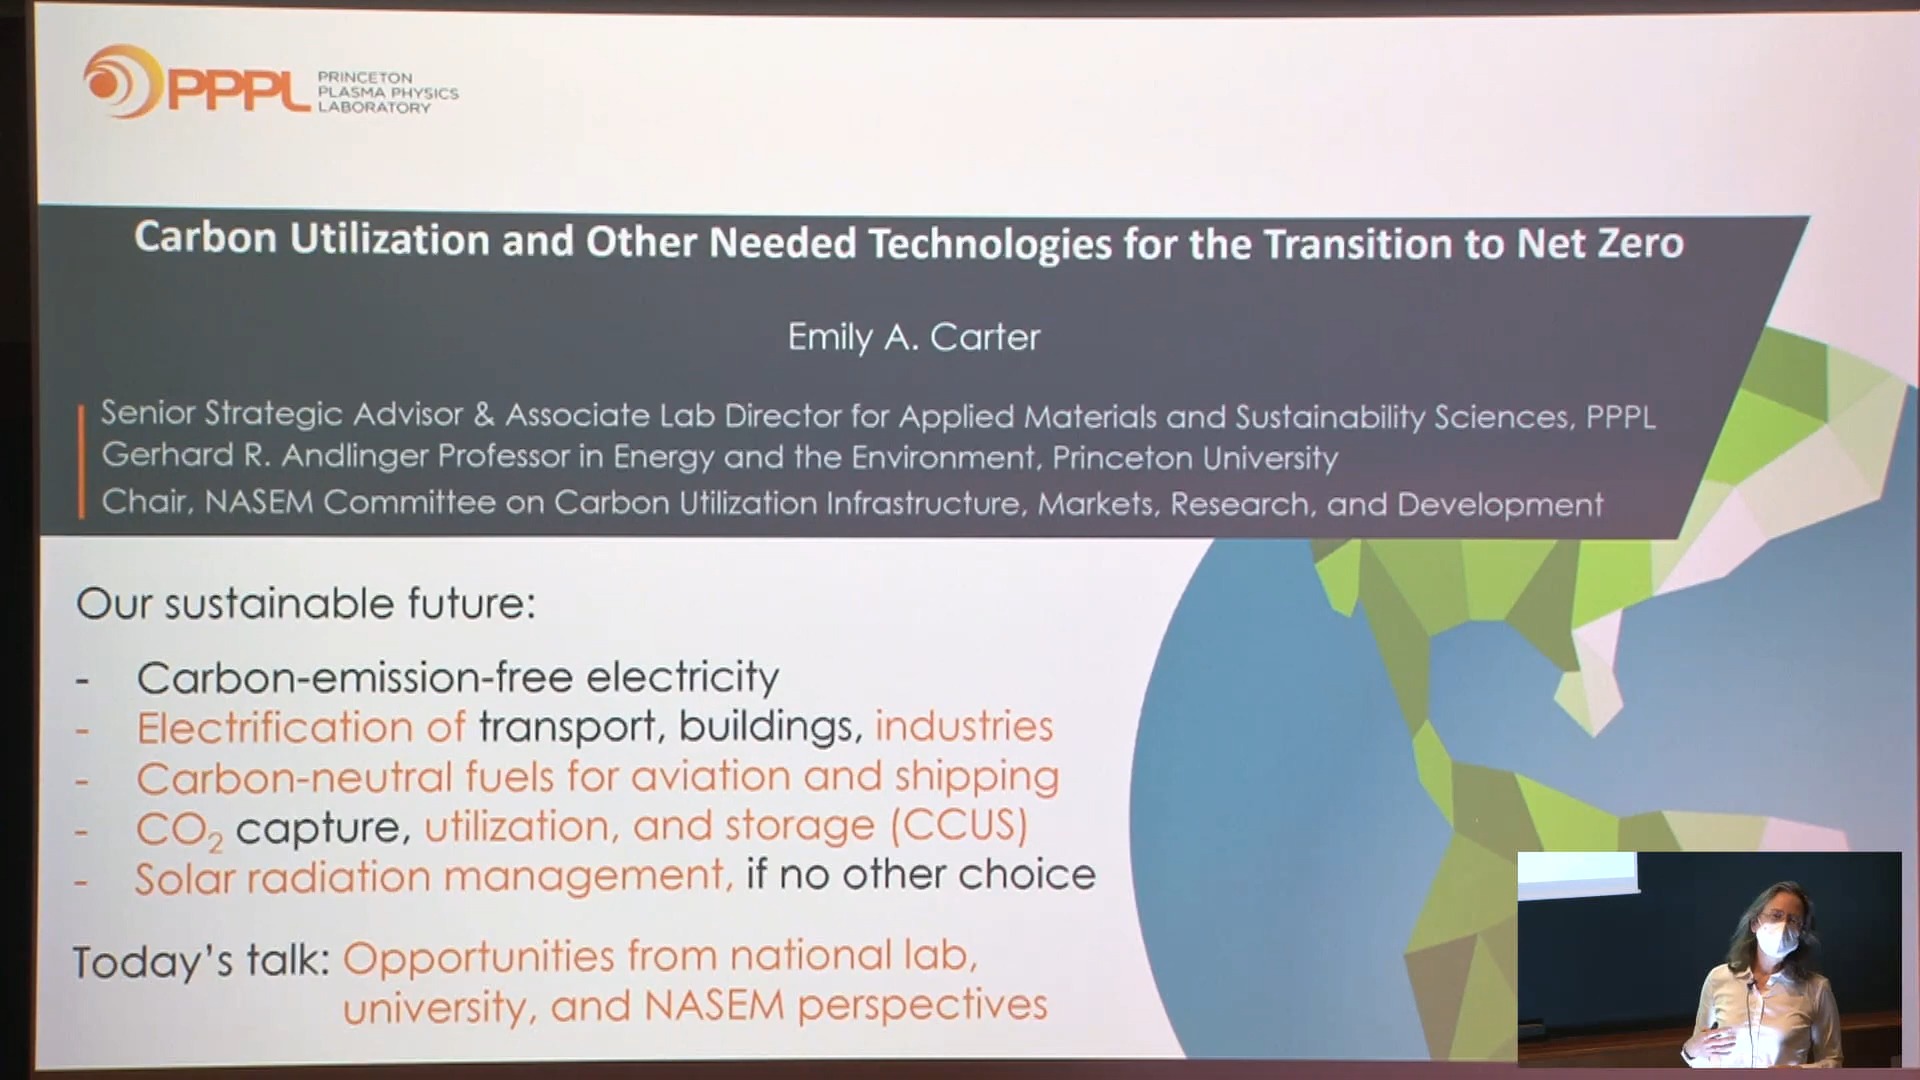 PPPL
PRINCETON
PLASMA PHYSICS
LABORATORY
Carbon Utilization and Other Needed Technologies for the Transition to Net Zero
Emily A. Carter
Senior Strategic Advisor & Associate Lab Director for Applied Materials and Sustainability Sciences, PPPL
Gerhard R. Andlinger Professor in Energy and the Environment, Princeton University
Chair, NASEM Committee on Carbon Utilization Infrastructure, Markets, Research, and Development
Our sustainable future:
- Carbon-emission-free electricity
- Electrification of transport, buildings, industries
- Carbon-neutral fuels for aviation and shipping
- CO₂ capture, utilization, and storage (CCUS)
- Solar radiation management, if no other choice
Today's talk: Opportunities from national lab,
university, and NASEM perspectives